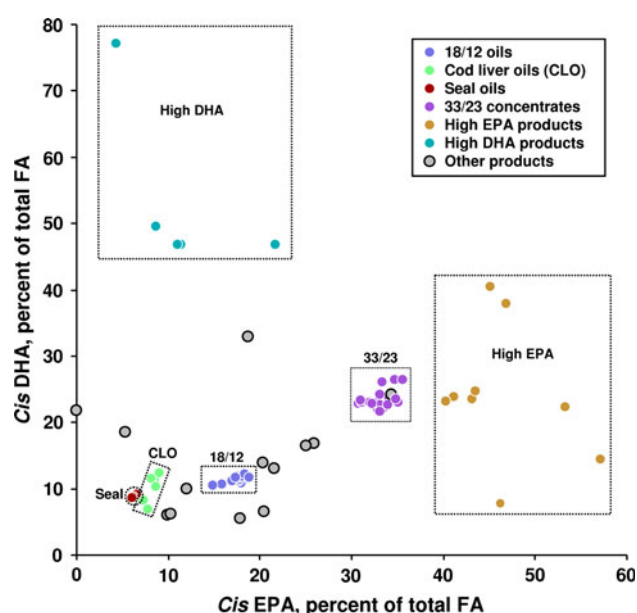 80
70
60
50
40
30
20
10
0
Cis DHA, percent of total FA
High DHA
18/12 oils
Cod liver oils (CLO)
Seal oils
33/23 concentrates
High EPA products
High DHA products
Other products
33/23
High EPA
CLO
18/12
Seal
0 10 20 30 40 50 60
Cis EPA, percent of total FA